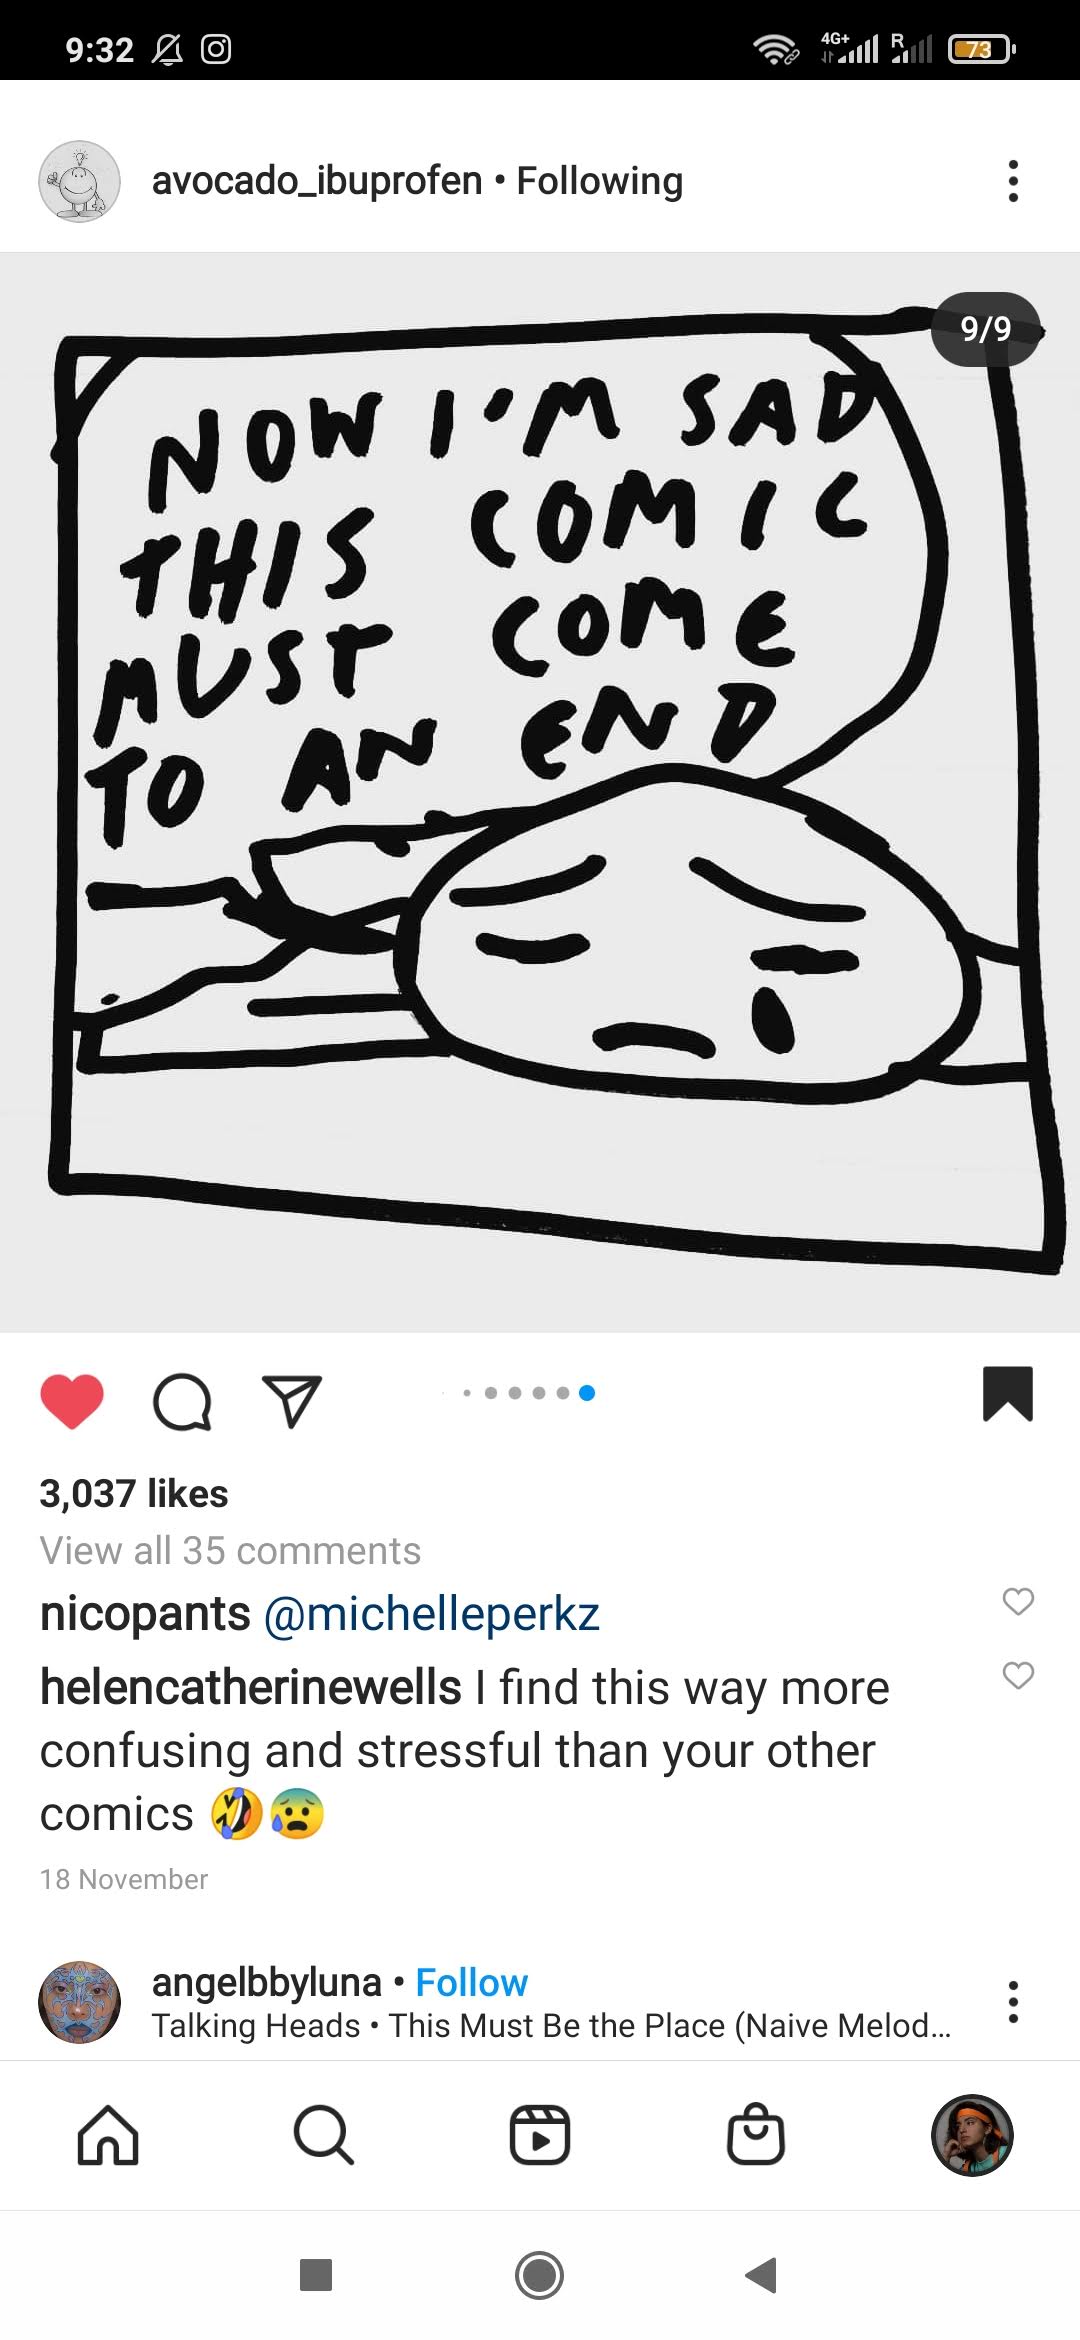 9:32
4G+
R
73
avocado_ibuprofen • Following
9/9
NOW I'M SAD
THIS COMIC
MUST COME
TO AN END
3,037 likes
View all 35 comments
nicopants @michelleperkz
helencatherinewells I find this way more
confusing and stressful than your other
comics 🤣😰
18 November
angelbbyluna • Follow
Talking Heads • This Must Be the Place (Naive Melod...